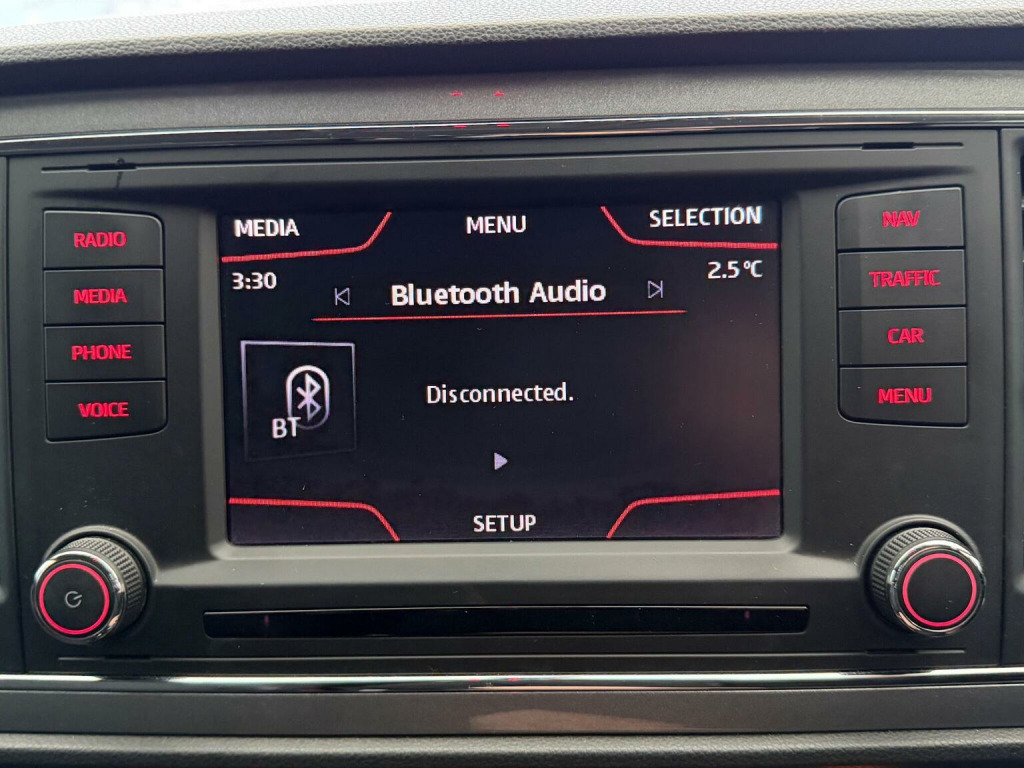 MEDIA
MENU
SELECTION
3:30
2.5°C
Bluetooth Audio
BT
Disconnected.
SETUP
RADIO
MEDIA
PHONE
VOICE
NAV
TRAFFIC
CAR
MENU